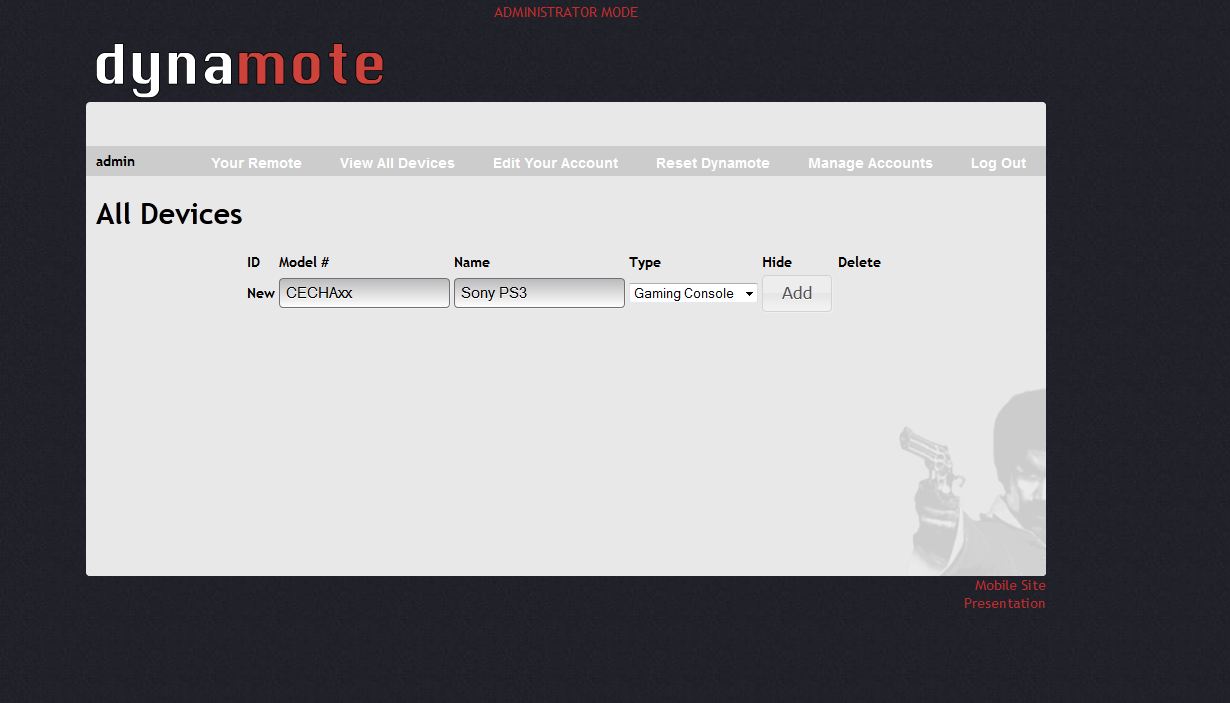 ADMINISTRATOR MODE
dynamote
admin Your Remote View All Devices Edit Your Account Reset Dynamote Manage Accounts Log Out
All Devices
ID Model # Name Type Hide Delete
New CECHAxx Sony PS3 Gaming Console Add
Mobile Site
Presentation